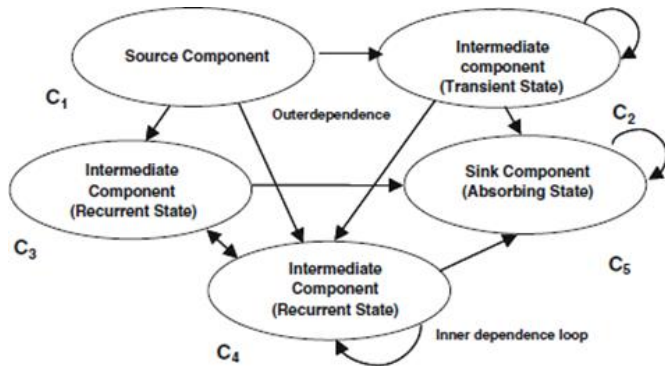 Source Component
Intermediate
component
(Transient State)
C1
Outerdependence
C2
Intermediate
Component
(Recurrent State)
Sink Component
(Absorbing State)
C3
Intermediate
Component
(Recurrent State)
C5
Inner dependence loop
C4